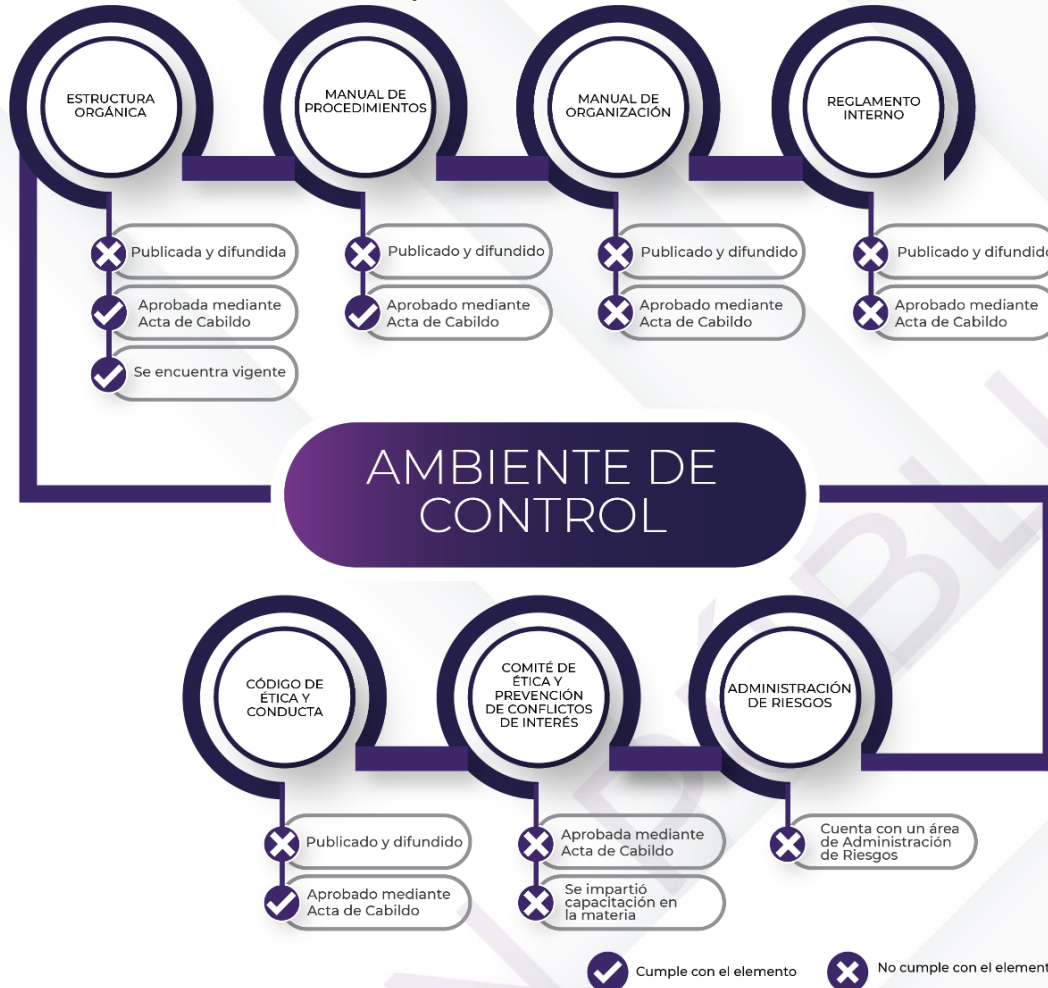 ESTRUCTURA
ORGÁNICA
MANUAL DE
PROCEDIMIENTOS
MANUAL DE
ORGANIZACIÓN
REGLAMENTO
INTERNO
Publicada y difundida
Aprobada mediante
Acta de Cabildo
Se encuentra vigente
Publicado y difundido
Aprobado mediante
Acta de Cabildo
Publicado y difundido
Aprobado mediante
Acta de Cabildo
Publicado y difundido
Aprobado mediante
Acta de Cabildo
AMBIENTE DE
CONTROL
CÓDIGO DE
ÉTICA Y
CONDUCTA
COMITÉ DE
ÉTICA Y
PREVENCIÓN
DE CONFLICTOS
DE INTERÉS
ADMINISTRACIÓN
DE RIESGOS
Publicado y difundido
Aprobado mediante
Acta de Cabildo
Aprobada mediante
Acta de Cabildo
Se impartió
capacitación en
la materia
Cuenta con un área
de Administración
de Riesgos
Cumple con el elemento
No cumple con el element